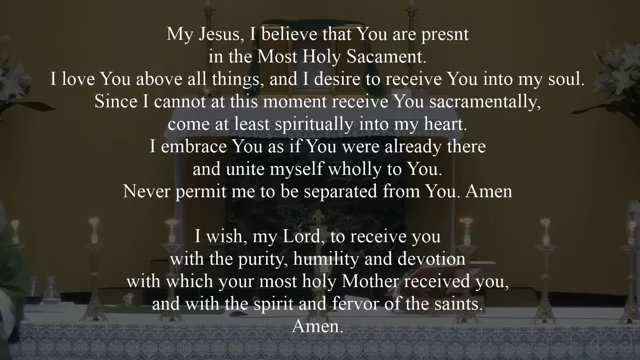 My Jesus, I believe that You are presnt
in the Most Holy Sacament.
I love You above all things, and I desire to receive You into my soul.
Since I cannot at this moment receive You sacramentally,
come at least spiritually into my heart.
I embrace You as if You were already there
and unite myself wholly to You.
Never permit me to be separated from You. Amen
I wish, my Lord, to receive you
with the purity, humility and devotion
with which your most holy Mother received you,
and with the spirit and fervor of the saints.
Amen.